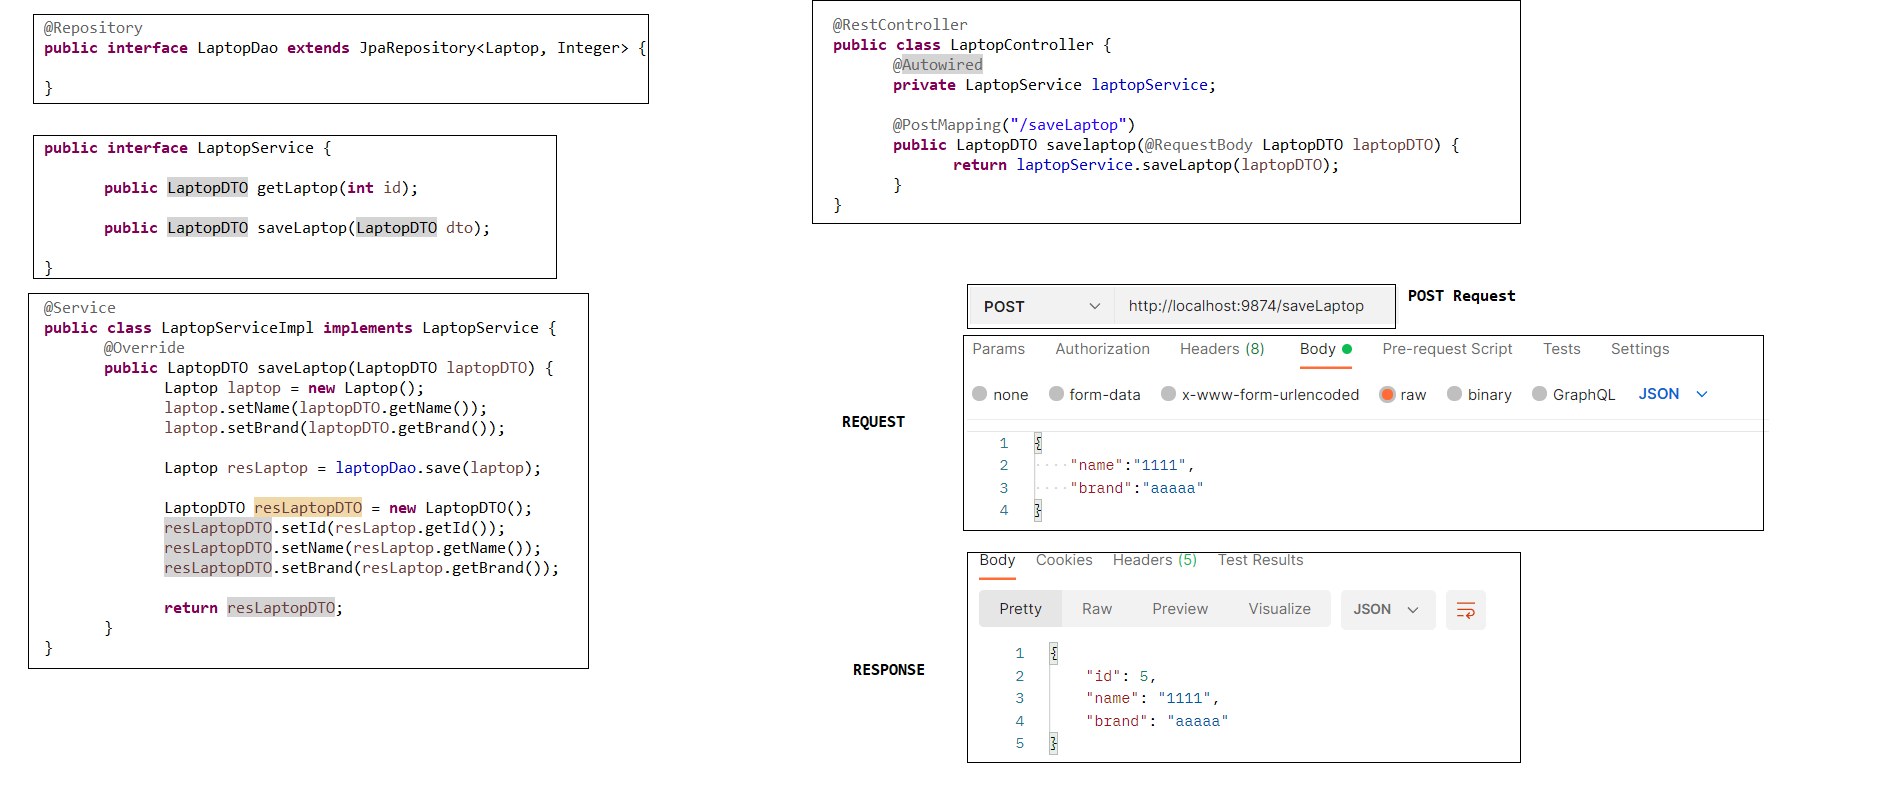 @Repository
public interface LaptopDao extends JpaRepository<Laptop, Integer> {
}
public interface LaptopService {
public LaptopDTO getLaptop(int id);
public LaptopDTO saveLaptop(LaptopDTO dto);
}
@Service
public class LaptopServiceImpl implements LaptopService {
@Override
public LaptopDTO saveLaptop(LaptopDTO laptopDTO) {
Laptop laptop = new Laptop();
laptop.setName(laptopDTO.getName());
laptop.setBrand(laptopDTO.getBrand());
Laptop resLaptop = laptopDao.save(laptop);
LaptopDTO resLaptopDTO = new LaptopDTO();
resLaptopDTO.setId(resLaptop.getId());
resLaptopDTO.setName(resLaptop.getName());
resLaptopDTO.setBrand(resLaptop.getBrand());
return resLaptopDTO;
}
}
@RestController
public class LaptopController {
@Autowired
private LaptopService laptopService;
@PostMapping("/saveLaptop")
public LaptopDTO savelaptop(@RequestBody LaptopDTO laptopDTO) {
return laptopService.saveLaptop(laptopDTO);
}
}
POST http://localhost:9874/saveLaptop
POST Request
Params Authorization Headers (8) Body Pre-request Script Tests Settings
none form-data x-www-form-urlencoded raw binary GraphQL JSON
REQUEST
1 {
2 "name":"1111",
3 "brand":"aaaaa"
4 }
Body Cookies Headers (5) Test Results
Pretty Raw Preview Visualize JSON
RESPONSE
1 {
2 "id": 5,
3 "name": "1111",
4 "brand": "aaaaa"
5 }